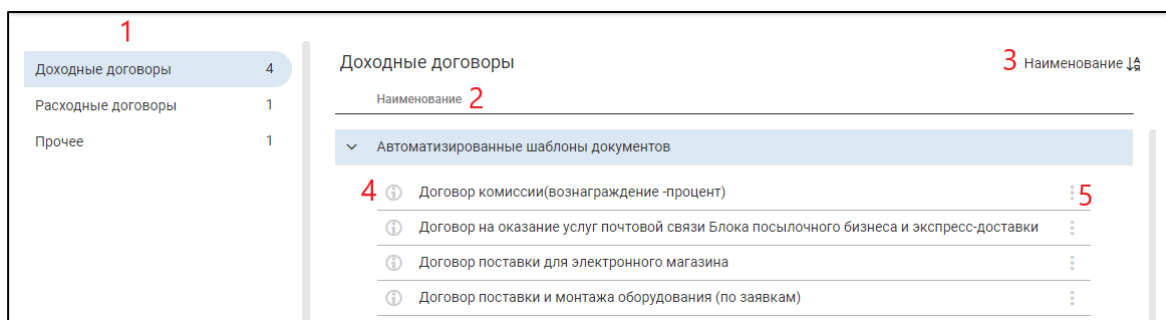 1
Доходные договоры 4
Расходные договоры 1
Прочее 1
Доходные договоры
3 Наименование
Наименование 2
Автоматизированные шаблоны документов
4 Договор комиссии(вознаграждение -процент) 5
Договор на оказание услуг почтовой связи Блока посылочного бизнеса и экспресс-доставки
Договор поставки для электронного магазина
Договор поставки и монтажа оборудования (по заявкам)